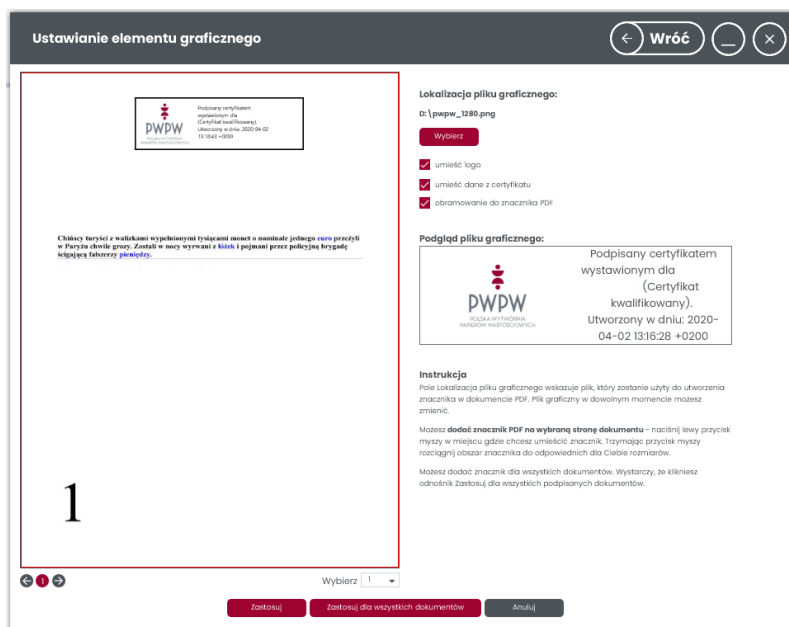 Ustawianie elementu graficznego
Wróć
PWPW
POLSKA WYTWÓRNIA
PAPIERÓW WARTOŚCIOWYCH
Podpisany certyfikatem
wystawionym dla
(Certyfikat kwalifikowany).
Utworzony w dniu: 2020-04-02
13:16:43 +0200
Chińscy turyści z walizkami wypełnionymi tysiącami monet o nominale jednego euro przeżyli
w Paryżu chwile grozy. Zostali w nocy wyrwani z łóżek i pojmani przez policyjną brygadę
ścigającą fałszerzy pieniędzy.
1
1
Wybierz 1
Lokalizacja pliku graficznego:
D:\pwpw_1280.png
Wybierz
umieść logo
umieść dane z certyfikatu
obramowanie do znacznika PDF
Podgląd pliku graficznego:
PWPW
POLSKA WYTWÓRNIA
PAPIERÓW WARTOŚCIOWYCH
Podpisany certyfikatem
wystawionym dla
(Certyfikat
kwalifikowany).
Utworzony w dniu: 2020-
04-02 13:16:28 +0200
Instrukcja
Pole Lokalizacja pliku graficznego wskazuje plik, który zostanie użyty do utworzenia
znacznika w dokumencie PDF. Plik graficzny w dowolnym momencie możesz
zmienić.
Możesz dodać znacznik PDF na wybraną stronę dokumentu - naciśnij lewy przycisk
myszy w miejscu gdzie chcesz umieścić znacznik. Trzymając przycisk myszy
rozciągnij obszar znacznika do odpowiednich dla Ciebie rozmiarów.
Możesz dodać znacznik dla wszystkich dokumentów. Wystarczy, że klikniesz
odnośnik Zastosuj dla wszystkich podpisanych dokumentów.
Zastosuj
Zastosuj dla wszystkich dokumentów
Anuluj